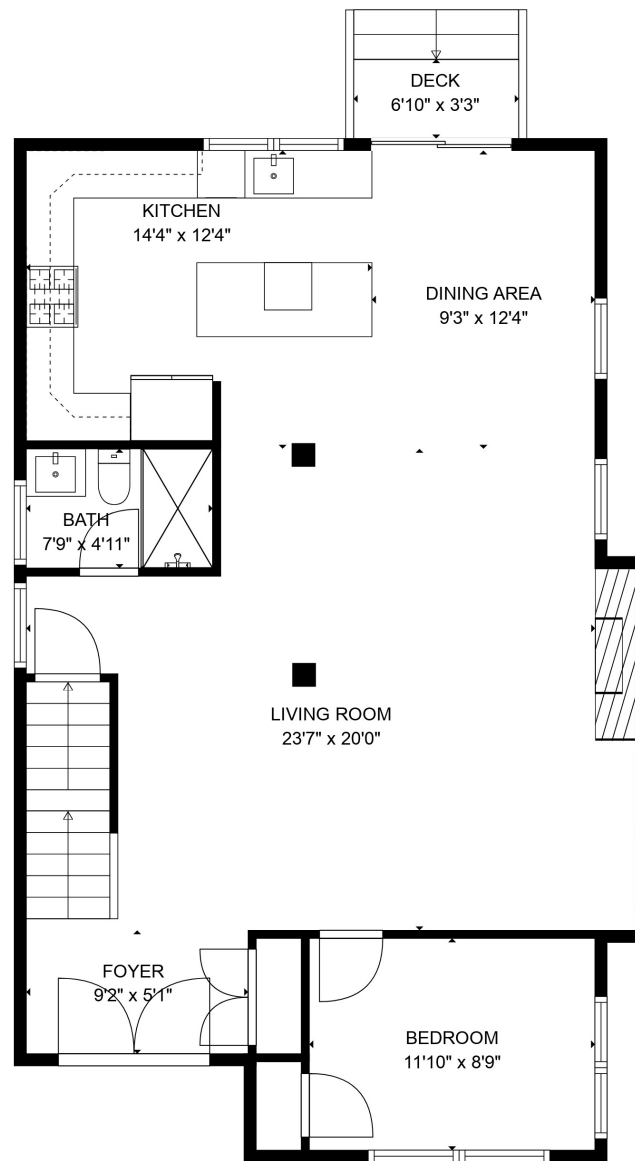 DECK
6'10" x 3'3"
KITCHEN
14'4" x 12'4"
DINING AREA
9'3" x 12'4"
BATH
7'9" x 4'11"
LIVING ROOM
23'7" x 20'0"
FOYER
9'2" x 5'1"
BEDROOM
11'10" x 8'9"